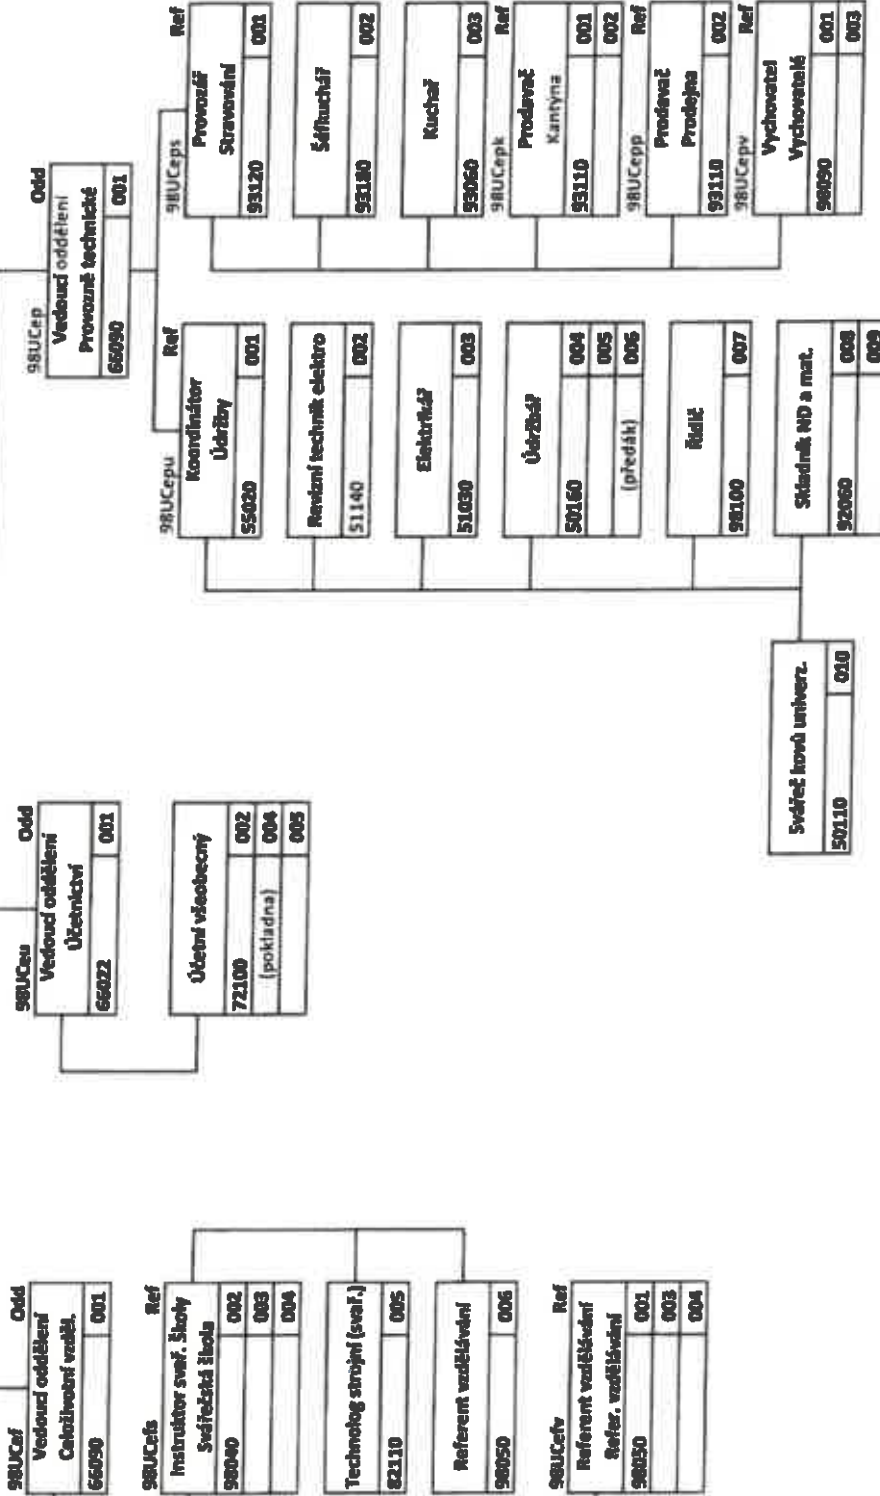 98UCef Odd
Vedoucí oddělení
Celoživotní vzděl.
66090 001
98UCefs Ref
Instruktor svař. Školy
Svářečská škola
98040 002
003
004
Technolog strojní (svař.)
82110 005
Referent vzdělávání
98050 006
98UCefv Ref
Referent vzdělávání
Refer. vzdělávání
98050 001
003
004
98UCeu Odd
Vedoucí oddělení
Účetnictví
66022 001
Účetní všeobecný
72100 002
(pokladna) 004
005
98UCep Odd
Vedoucí oddělení
Provozně technické
66090 001
98UCepu Ref
Koordinátor
Údržby
55020 001
Revizní technik elektro
51140 002
Elektrikář
51030 003
Údržbář
50160 004
005
(předák) 006
Řidič
98100 007
Skladník ND a mat.
92060 008
009
Svářeč kovů univerz.
50110 010
98UCeps Ref
Provozář
Stravování
93120 001
Šéfkuchař
93180 002
Kuchař
93060 003
98UCepk Ref
Prodavač
Kantýna
93110 001
002
98UCepp Ref
Prodavač
Prodejna
93110 002
98UCepv Ref
Vychovatel
Vychovatelé
98090 001
003